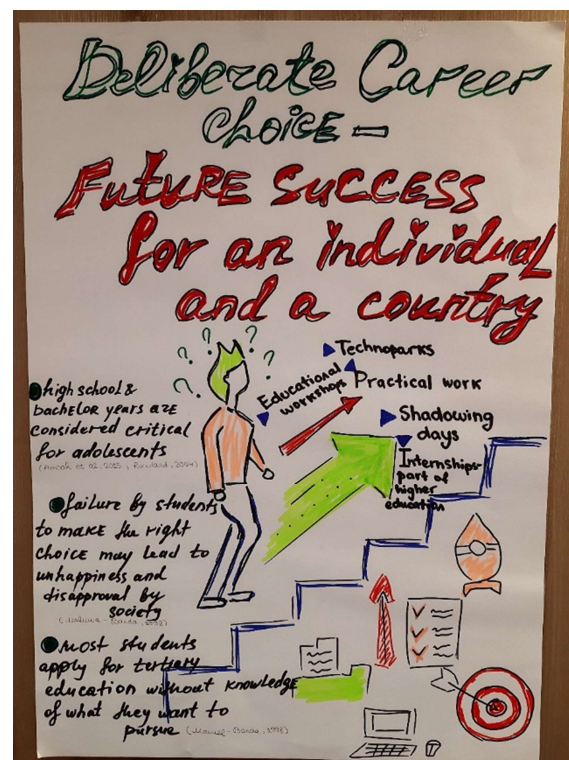 Deliberate Career
Choice –
Future Success
for an individual
and a country
? ? ? ? ?
high school &
bachelor years are
considered critical
for adolescents
failure by students
to make the right
choice may lead to
unhappiness and
disapproval by
society
Most students
apply for tertiary
education without knowledge
of what they want to
pursue
Technoparks
Educational
workshops
Practical work
Shadowing
days
Internships-
part of
higher
education